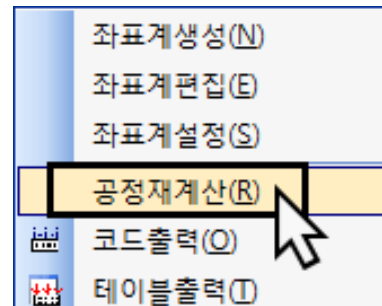 좌표계생성(N)
좌표계편집(E)
좌표계설정(S)
공정재계산(R)
코드출력(O)
테이블출력(T)